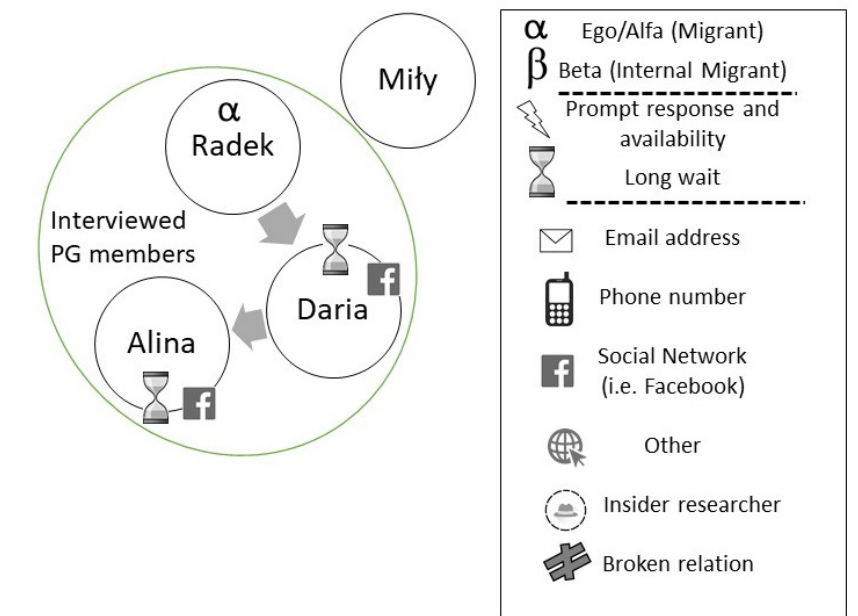 Miły
α
Radek
Interviewed
PG members
Daria
Alina
α Ego/Alfa (Migrant)
β Beta (Internal Migrant)
Prompt response and
availability
Long wait
Email address
Phone number
Social Network
(i.e. Facebook)
Other
Insider researcher
Broken relation